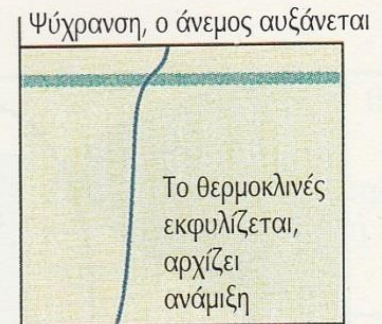 Ψύχρανση, ο άνεμος αυξάνεται
Το θερμοκλινές
εκφυλίζεται,
αρχίζει
ανάμιξη